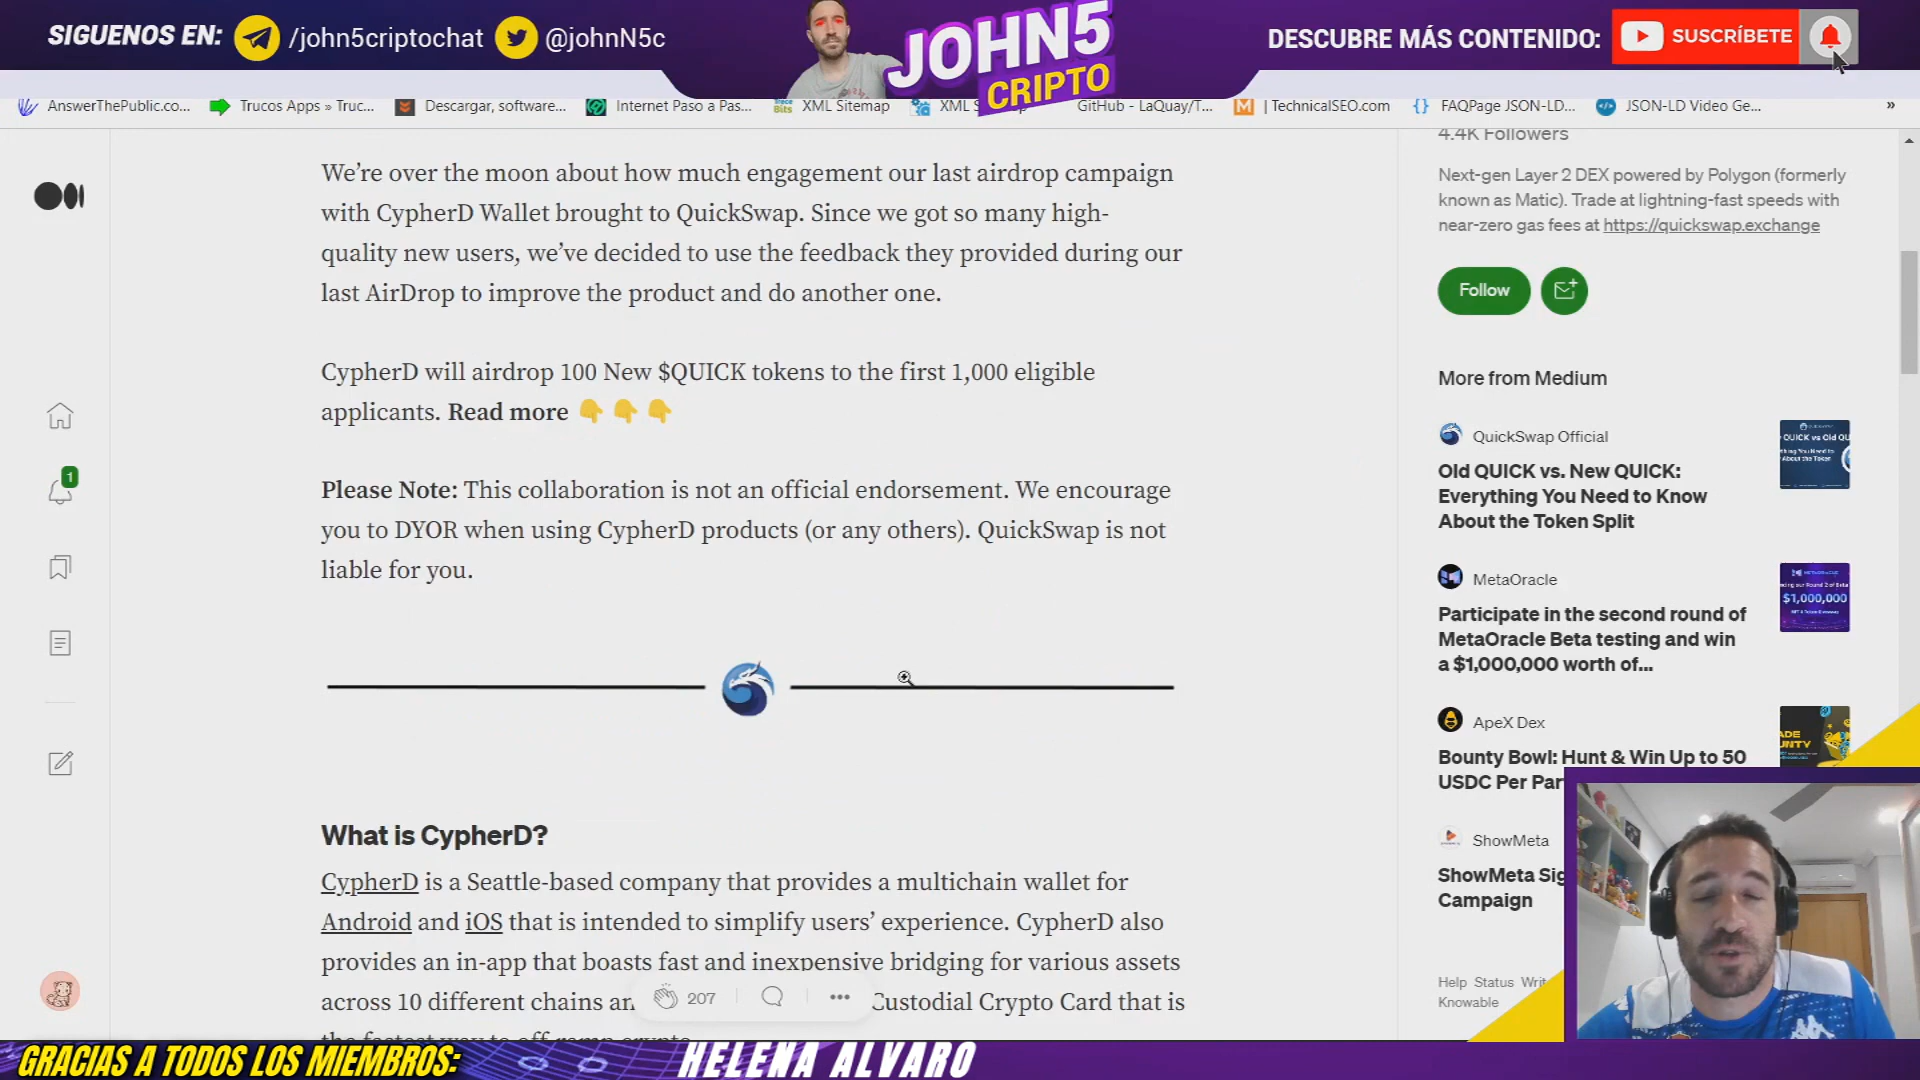 SIGUENOS EN:
/john5criptochat
@johnN5c
JOHN5
CRIPTO
DESCUBRE MÁS CONTENIDO:
SUSCRÍBETE
AnswerThePublic.co...
Trucos Apps » Truc...
Descargar, software...
Internet Paso a Pas...
XML Sitemap
XML S
GitHub - LaQuay/T...
| TechnicalSEO.com
FAQPage JSON-LD...
JSON-LD Video Ge...
»
We’re over the moon about how much engagement our last airdrop campaign
with CypherD Wallet brought to QuickSwap. Since we got so many high-
quality new users, we’ve decided to use the feedback they provided during our
last AirDrop to improve the product and do another one.
CypherD will airdrop 100 New $QUICK tokens to the first 1,000 eligible
applicants. Read more 👇 👇 👇
Please Note: This collaboration is not an official endorsement. We encourage
you to DYOR when using CypherD products (or any others). QuickSwap is not
liable for you.
What is CypherD?
CypherD is a Seattle-based company that provides a multichain wallet for
Android and iOS that is intended to simplify users’ experience. CypherD also
provides an in-app that boasts fast and inexpensive bridging for various assets
across 10 different chains an
Custodial Crypto Card that is
the fastest way to off-ramp crypto
207
1
4.4K Followers
Next-gen Layer 2 DEX powered by Polygon (formerly
known as Matic). Trade at lightning-fast speeds with
near-zero gas fees at https://quickswap.exchange
Follow
More from Medium
QuickSwap Official
Old QUICK vs. New QUICK:
Everything You Need to Know
About the Token Split
QUICK vs Old QU
MetaOracle
Participate in the second round of
MetaOracle Beta testing and win
a $1,000,000 worth of...
$1,000,000
ApeX Dex
Bounty Bowl: Hunt & Win Up to 50
USDC Per Par
ShowMeta
ShowMeta Sig
Campaign
Help Status Writ
Knowable
GRACIAS A TODOS LOS MIEMBROS:
HELENA ALVARO